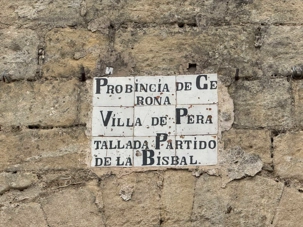 PROBINCIA DE GE
RONA
VILLA DE PERA
TALLADA PARTIDO
DE LA BISBAL.